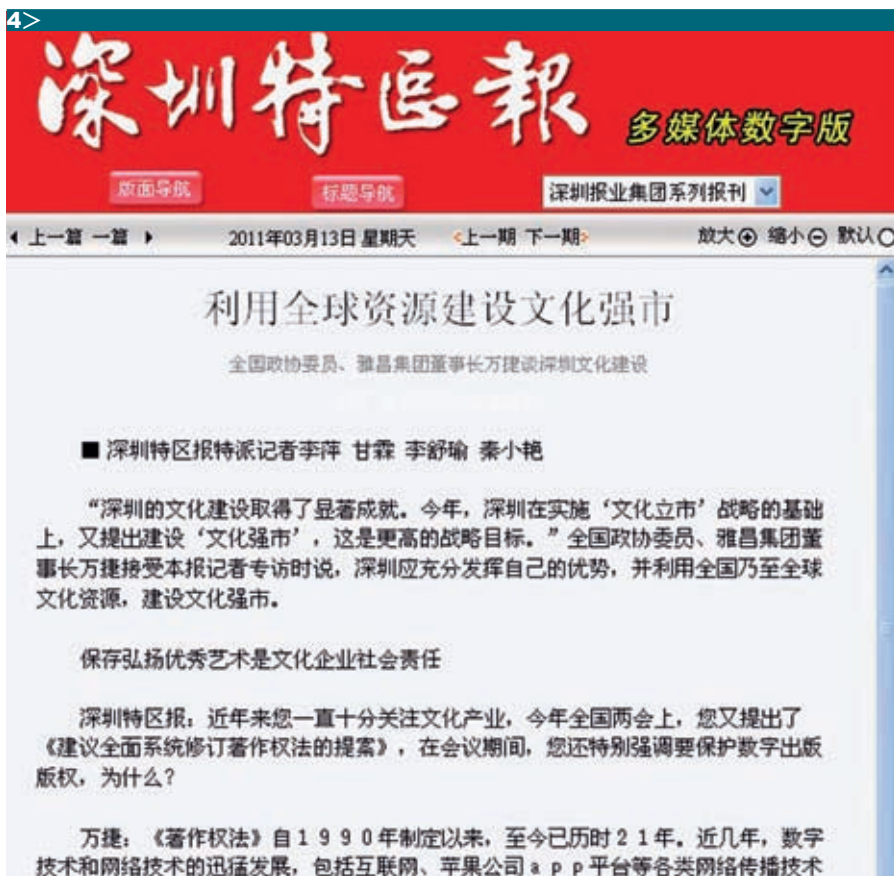 4>
深圳特區報
多媒体数字版
版面导航 标题导航 深圳报业集团系列报刊
上一篇 一篇 2011年03月13日 星期天 <上一期 下一期> 放大 缩小 默认
利用全球资源建设文化强市
全国政协委员、雅昌集团董事长万捷谈深圳文化建设
■ 深圳特区报特派记者李萍 甘霖 李舒瑜 秦小艳
“深圳的文化建设取得了显著成就。今年，深圳在实施‘文化立市’战略的基础
上，又提出建设‘文化强市’，这是更高的战略目标。”全国政协委员、雅昌集团董
事长万捷接受本报记者专访时说，深圳应充分发挥自己的优势，并利用全国乃至全球
文化资源，建设文化强市。
保存弘扬优秀艺术是文化企业社会责任
深圳特区报：近年来您一直十分关注文化产业，今年全国两会上，您又提出了
《建议全面系统修订著作权法的提案》，在会议期间，您还特别强调要保护数字出版
版权，为什么？
万捷：《著作权法》自１９９０年制定以来，至今已历时２１年。近几年，数字
技术和网络技术的迅猛发展，包括互联网、苹果公司ａｐｐ平台等各类网络传播技术